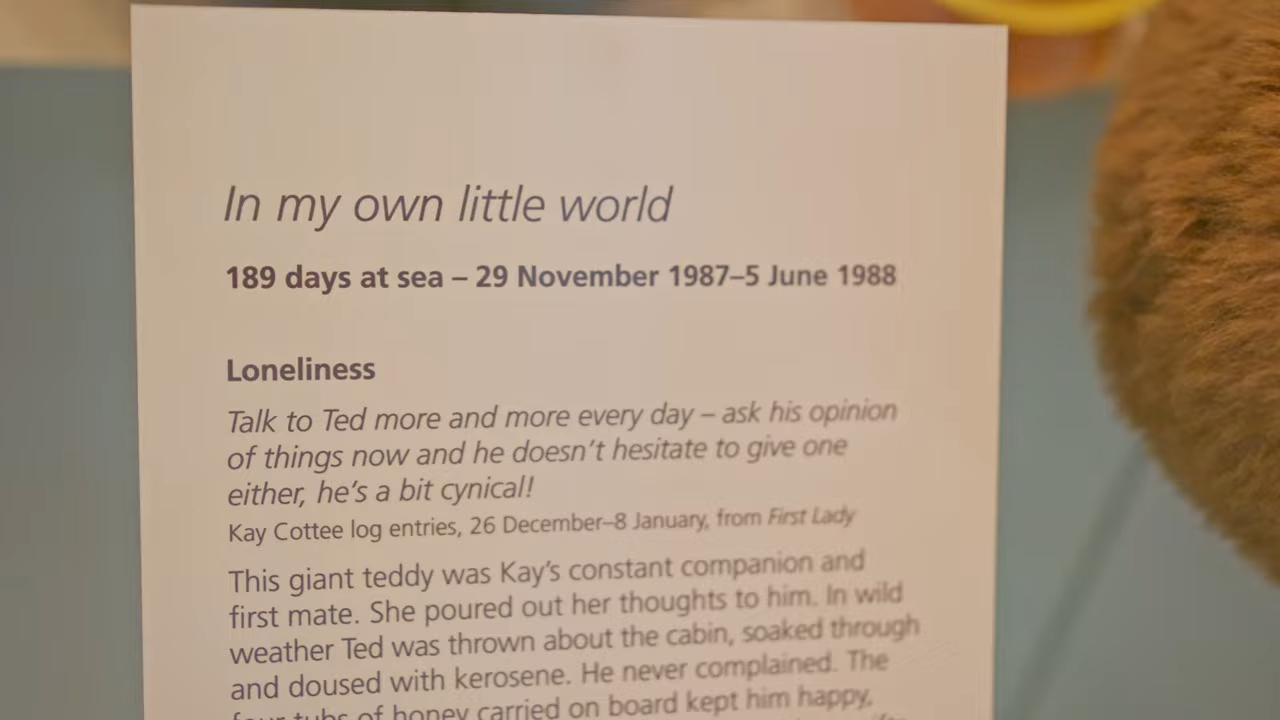 In my own little world
189 days at sea – 29 November 1987–5 June 1988
Loneliness
Talk to Ted more and more every day – ask his opinion
of things now and he doesn't hesitate to give one
either, he's a bit cynical!
Kay Cottee log entries, 26 December–8 January, from First Lady
This giant teddy was Kay's constant companion and
first mate. She poured out her thoughts to him. In wild
weather Ted was thrown about the cabin, soaked through
and doused with kerosene. He never complained. The
four tubs of honey carried on board kept him happy,